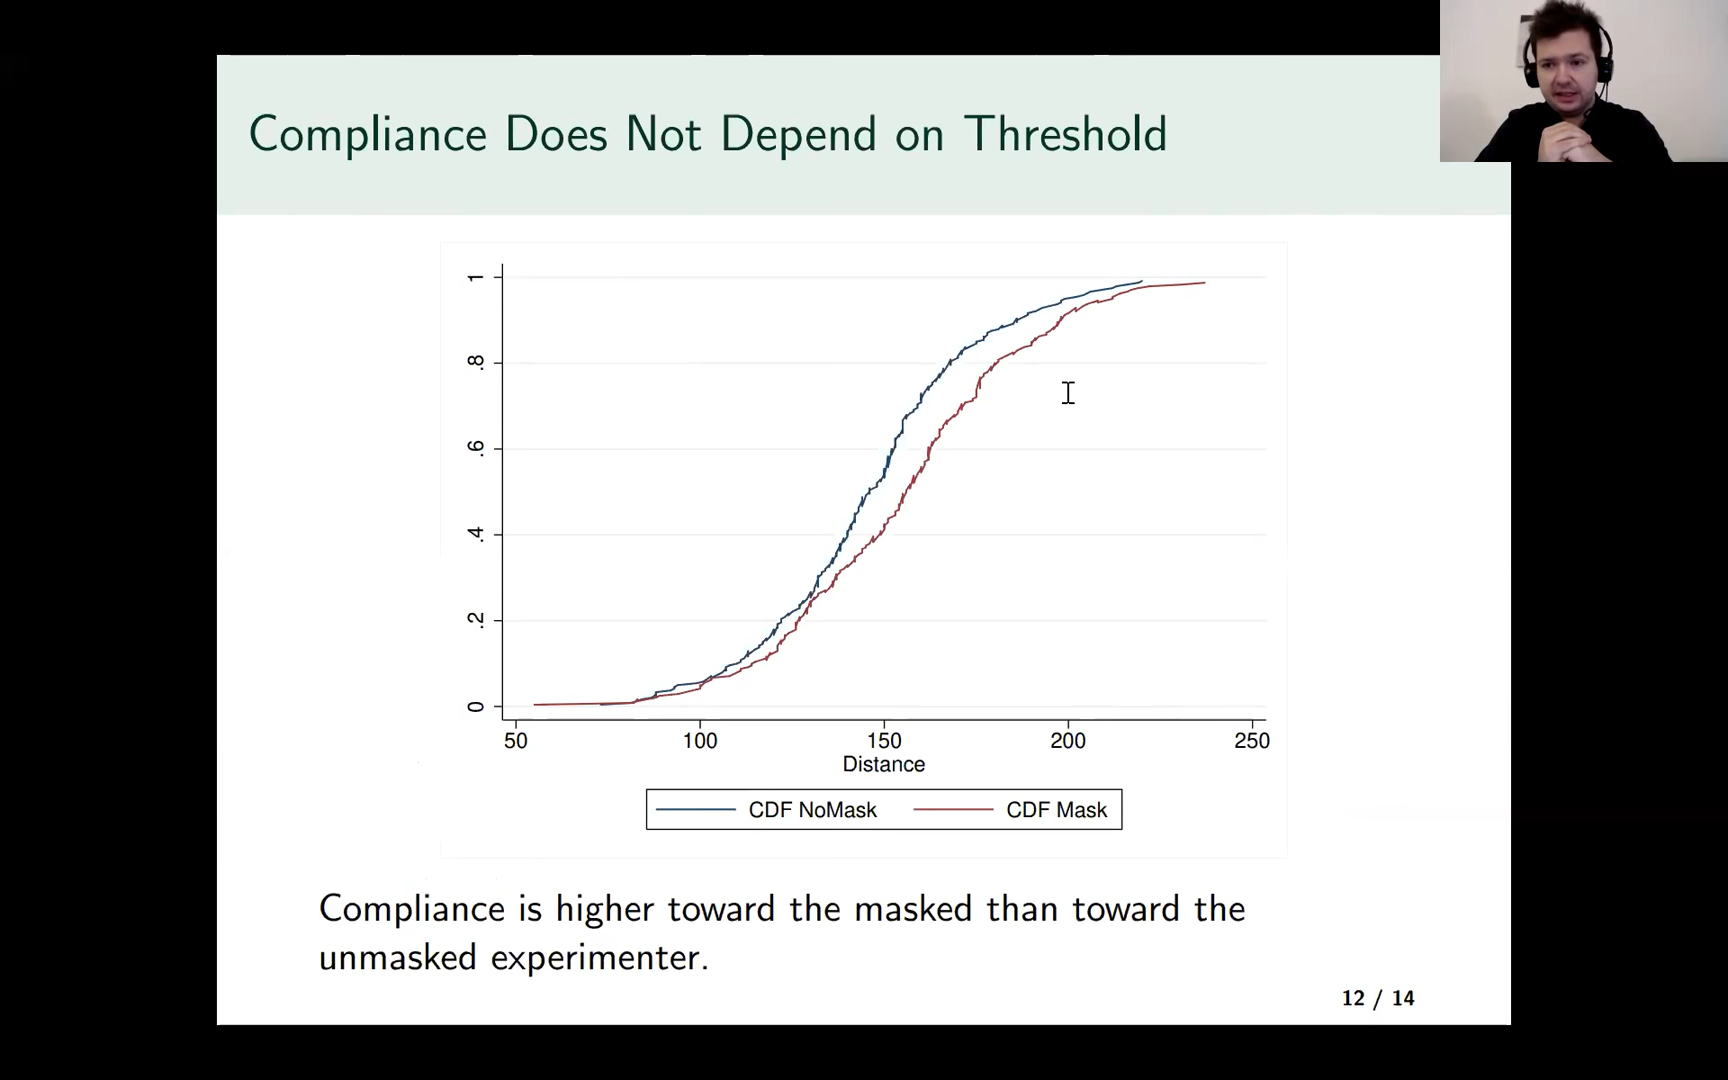 Compliance Does Not Depend on Threshold
1
.8
.6
.4
.2
0
50 100 150 200 250
Distance
CDF NoMask CDF Mask
Compliance is higher toward the masked than toward the
unmasked experimenter.
12 / 14